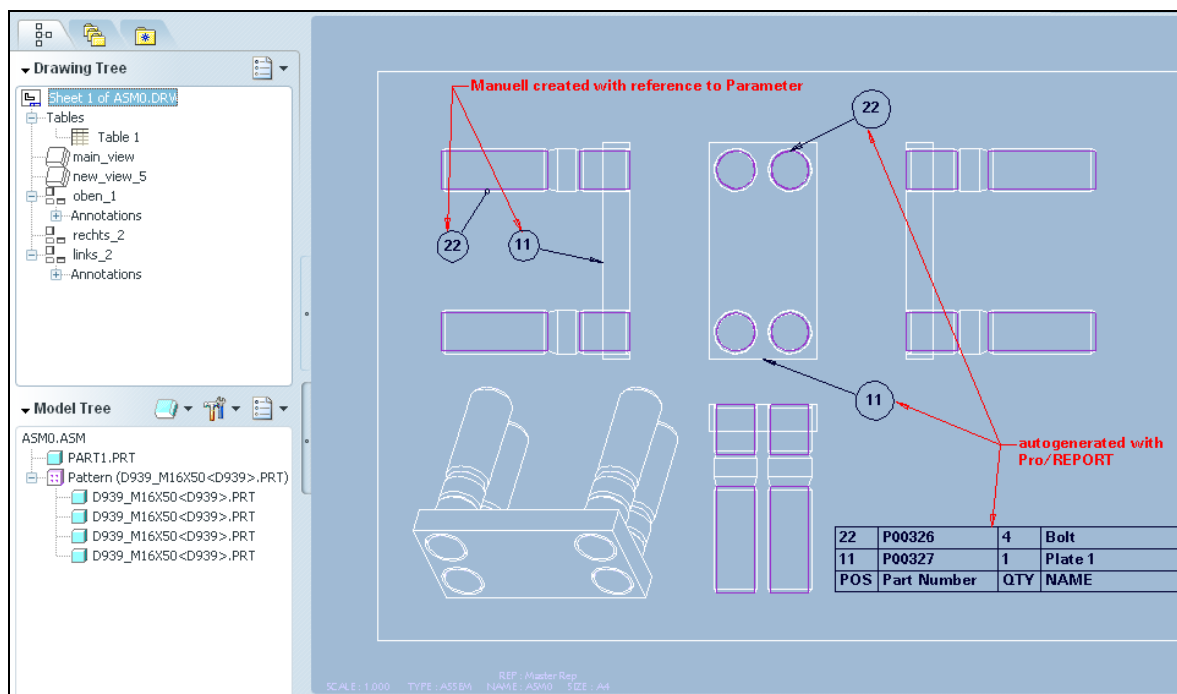 Drawing Tree
Sheet 1 of ASM0.DRW
Tables
Table 1
main_view
new_view_5
oben_1
Annotations
rechts_2
links_2
Annotations
Model Tree
ASM0.ASM
PART1.PRT
Pattern (D939_M16X50<D939>.PRT)
D939_M16X50<D939>.PRT
D939_M16X50<D939>.PRT
D939_M16X50<D939>.PRT
D939_M16X50<D939>.PRT
Manuell created with reference to Parameter
22
22
11
11
autogenerated with
Pro/REPORT
22 P00326 4 Bolt
11 P00327 1 Plate 1
POS Part Number QTY NAME
REP : Master Rep
SCALE : 1.000 TYPE : ASSEM NAME : ASM0 SIZE : A4